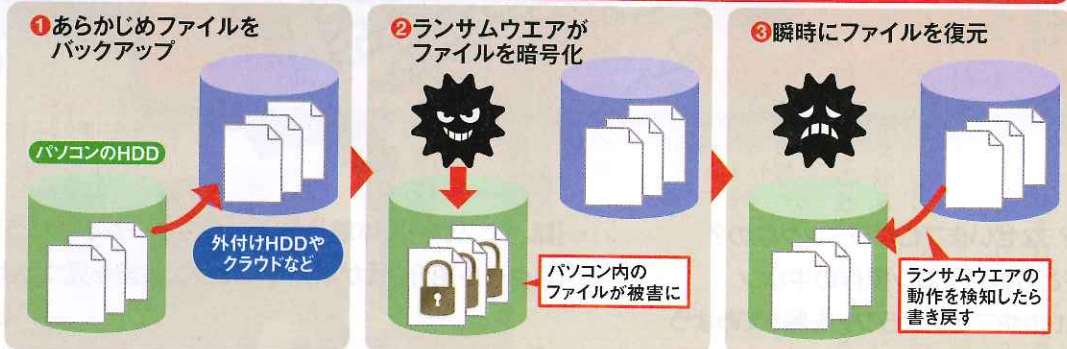 ❶あらかじめファイルを
バックアップ
パソコンのHDD
外付けHDDや
クラウドなど
❷ランサムウエアが
ファイルを暗号化
パソコン内の
ファイルが被害に
❸瞬時にファイルを復元
ランサムウエアの
動作を検知したら
書き戻す